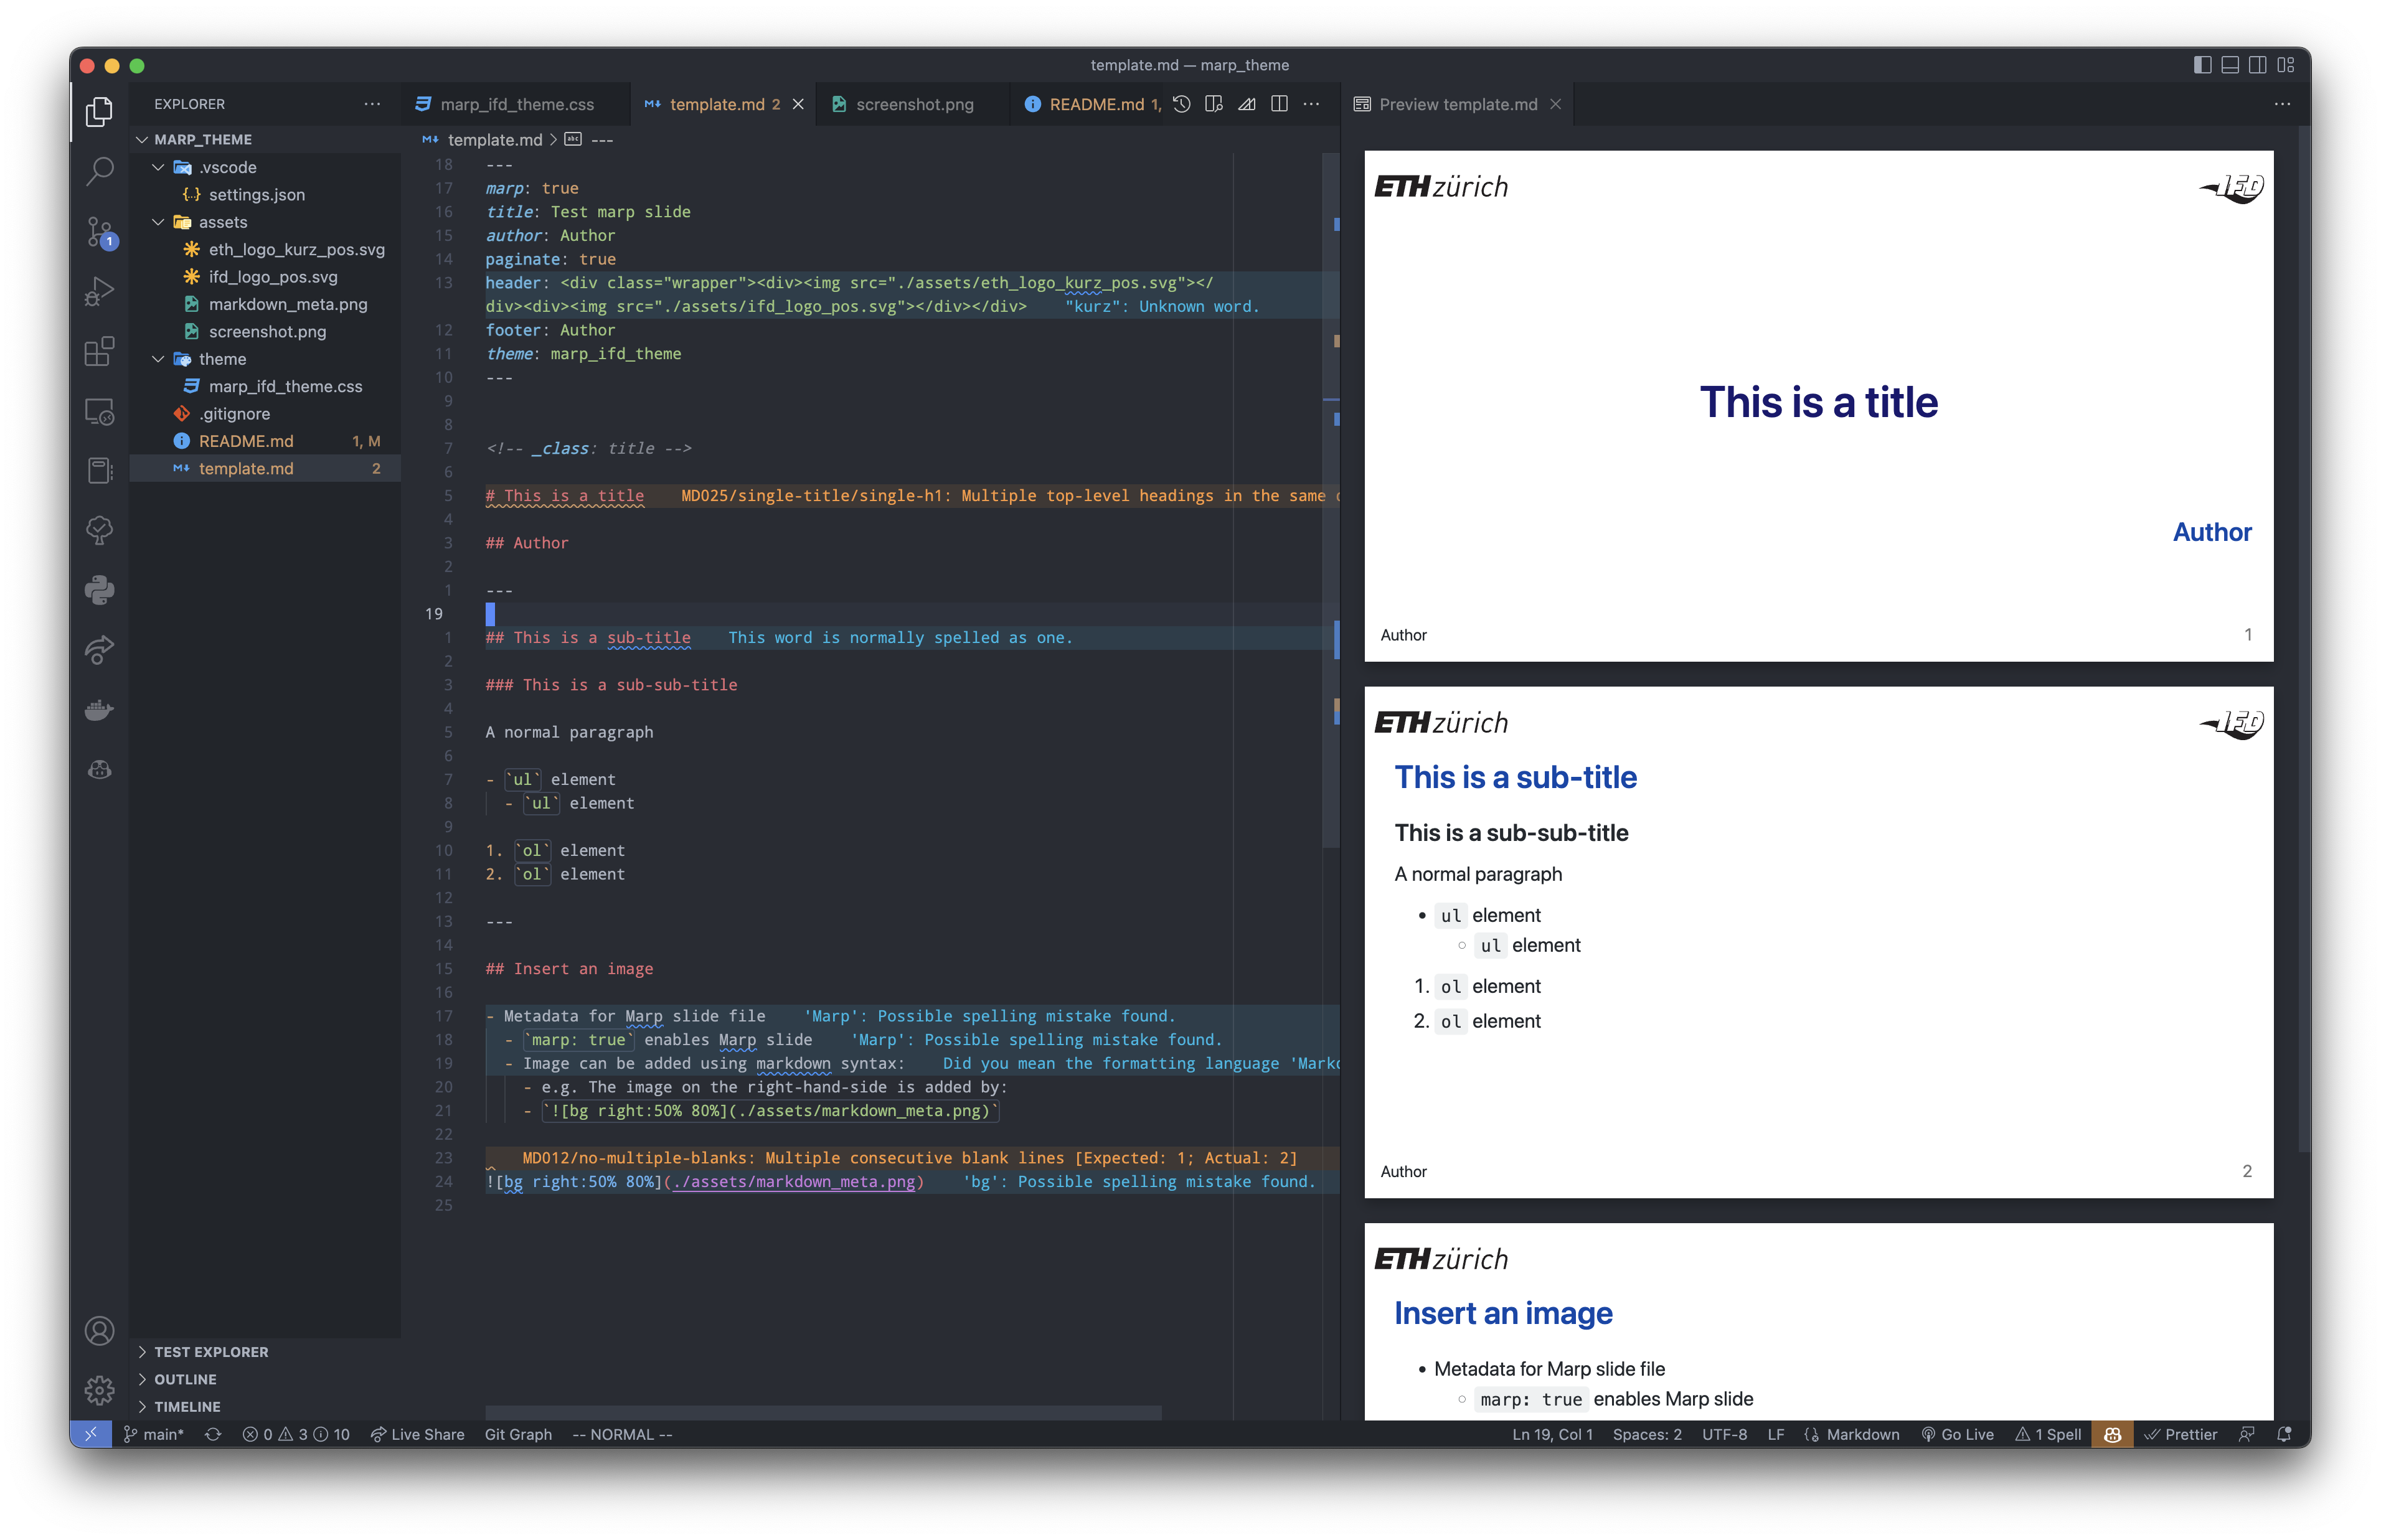 template.md — marp_theme
EXPLORER
MARP_THEME
.vscode
settings.json
assets
eth_logo_kurz_pos.svg
ifd_logo_pos.svg
markdown_meta.png
screenshot.png
theme
marp_ifd_theme.css
.gitignore
README.md 1, M
template.md 2
TEST EXPLORER
OUTLINE
TIMELINE
1
marp_ifd_theme.css
template.md 2
screenshot.png
README.md 1,
template.md > ---
18 ---
17 marp: true
16 title: Test marp slide
15 author: Author
14 paginate: true
13 header: <div class="wrapper"><div><img src="./assets/eth_logo_kurz_pos.svg"></
div><div><img src="./assets/ifd_logo_pos.svg"></div></div> "kurz": Unknown word.
12 footer: Author
11 theme: marp_ifd_theme
10 ---
9
8
7 <!-- _class: title -->
6
5 # This is a title MD025/single-title/single-h1: Multiple top-level headings in the same
4
3 ## Author
2
1 ---
19
1 ## This is a sub-title This word is normally spelled as one.
2
3 ### This is a sub-sub-title
4
5 A normal paragraph
6
7 - `ul` element
8 - `ul` element
9
10 1. `ol` element
11 2. `ol` element
12
13 ---
14
15 ## Insert an image
16
17 - Metadata for Marp slide file 'Marp': Possible spelling mistake found.
18 - `marp: true` enables Marp slide 'Marp': Possible spelling mistake found.
19 - Image can be added using markdown syntax: Did you mean the formatting language 'Markd
20 - e.g. The image on the right-hand-side is added by:
21 - `![bg right:50% 80%](./assets/markdown_meta.png)`
22
23 MD012/no-multiple-blanks: Multiple consecutive blank lines [Expected: 1; Actual: 2]
24 ![bg right:50% 80%](./assets/markdown_meta.png) 'bg': Possible spelling mistake found.
25
Preview template.md
ETH zürich
IFD
This is a title
Author
Author 1
ETH zürich
IFD
This is a sub-title
This is a sub-sub-title
A normal paragraph
• ul element
○ ul element
1. ol element
2. ol element
Author 2
ETH zürich
Insert an image
• Metadata for Marp slide file
○ marp: true enables Marp slide
main* 0 3 10 Live Share Git Graph -- NORMAL --
Ln 19, Col 1 Spaces: 2 UTF-8 LF Markdown Go Live 1 Spell Prettier